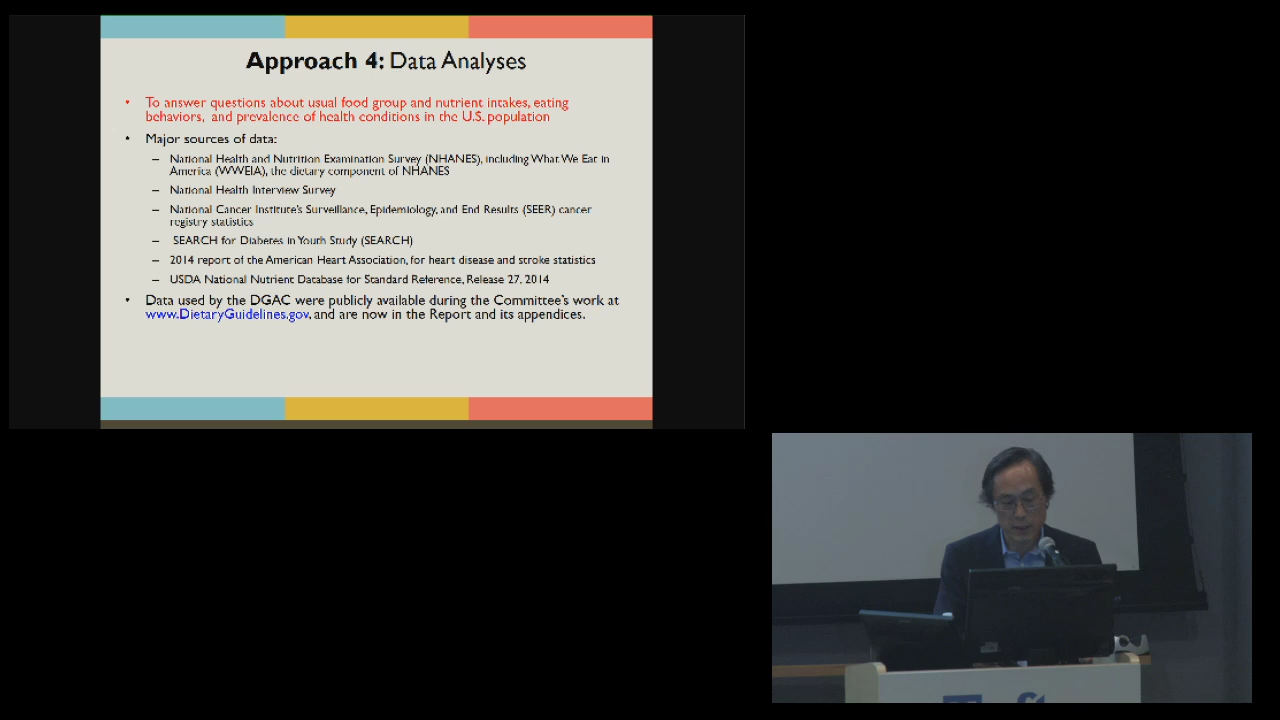 Approach 4: Data Analyses
• To answer questions about usual food group and nutrient intakes, eating
behaviors, and prevalence of health conditions in the U.S. population
• Major sources of data:
– National Health and Nutrition Examination Survey (NHANES), including What We Eat in
America (WWEIA), the dietary component of NHANES
– National Health Interview Survey
– National Cancer Institute's Surveillance, Epidemiology, and End Results (SEER) cancer
registry statistics
– SEARCH for Diabetes in Youth Study (SEARCH)
– 2014 report of the American Heart Association, for heart disease and stroke statistics
– USDA National Nutrient Database for Standard Reference, Release 27, 2014
• Data used by the DGAC were publicly available during the Committee's work at
www.DietaryGuidelines.gov, and are now in the Report and its appendices.